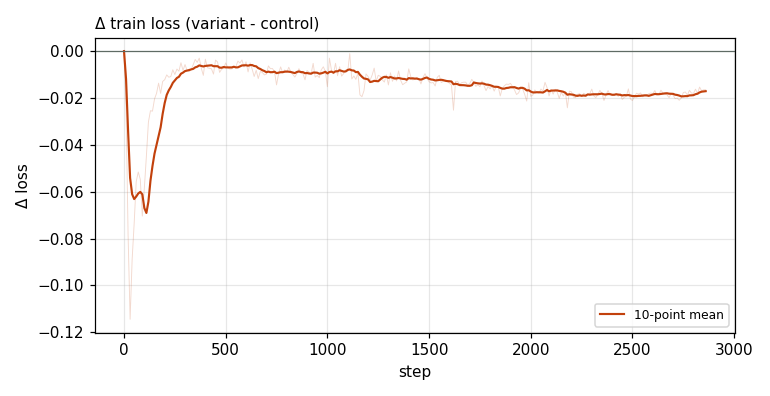 Δ train loss (variant - control)
0.00
−0.02
−0.04
−0.06
−0.08
−0.10
−0.12
Δ loss
10-point mean
0 500 1000 1500 2000 2500 3000
step